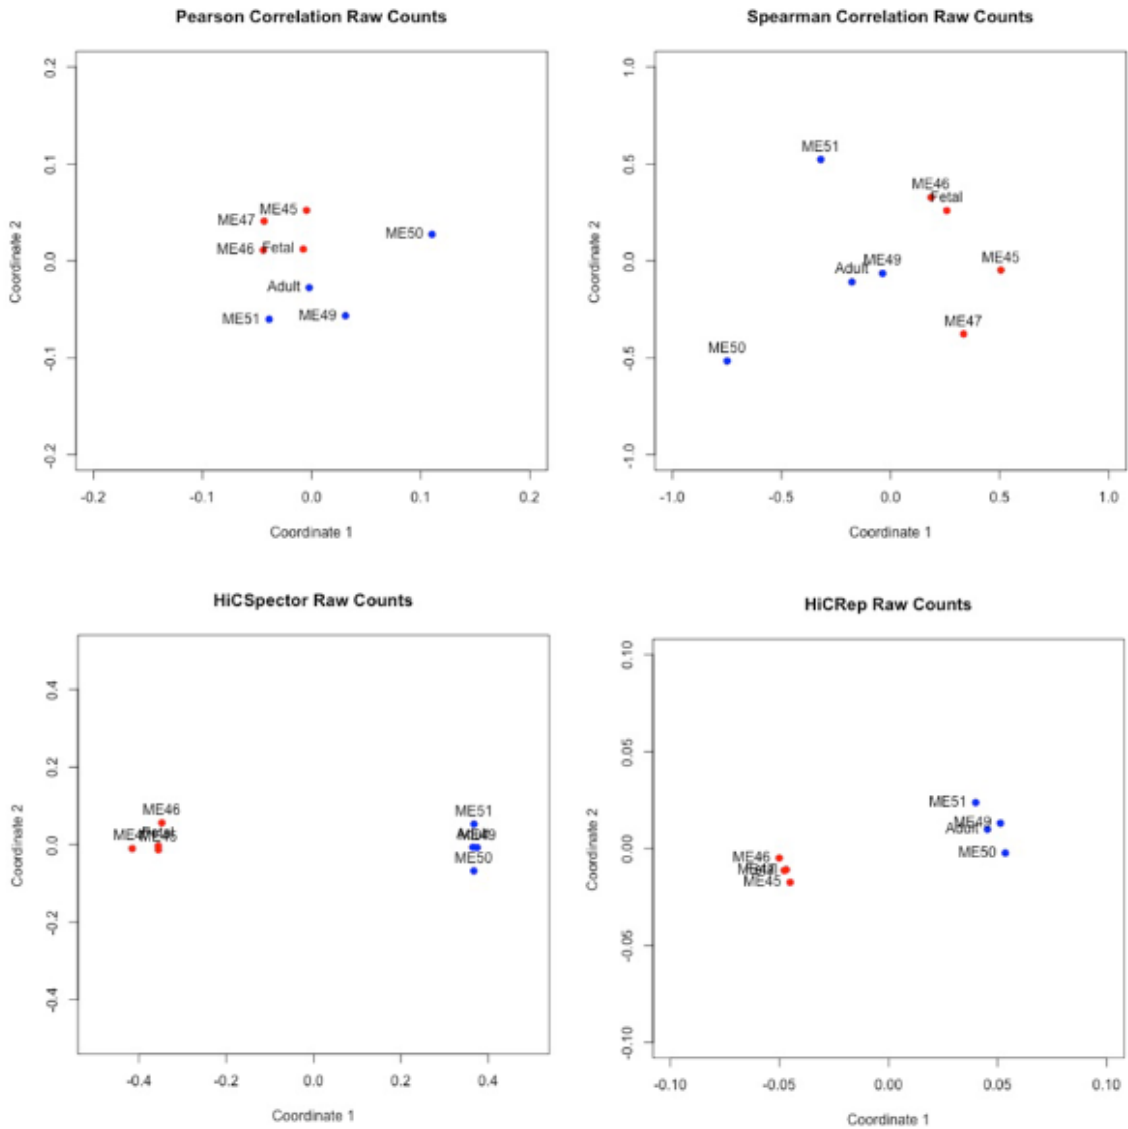 Pearson Correlation Raw Counts
Coordinate 2
0.2
0.1
0.0
-0.1
-0.2
ME45
ME47
ME50
ME46
Fetal
Adult
ME51
ME49
-0.2
-0.1
0.0
0.1
0.2
Coordinate 1
Spearman Correlation Raw Counts
Coordinate 2
1.0
0.5
0.0
-0.5
-1.0
ME51
ME46
Fetal
ME49
Adult
ME45
ME47
ME50
-1.0
-0.5
0.0
0.5
1.0
Coordinate 1
HiCSpector Raw Counts
Coordinate 2
0.4
0.2
0.0
-0.2
-0.4
ME46
Fetal
ME45
ME51
ME49
ME50
-0.4
-0.2
0.0
0.2
0.4
Coordinate 1
HiCRep Raw Counts
Coordinate 2
0.10
0.05
0.00
-0.05
-0.10
ME51
ME49
Adult
ME50
ME46
ME45
-0.10
-0.05
0.00
0.05
0.10
Coordinate 1